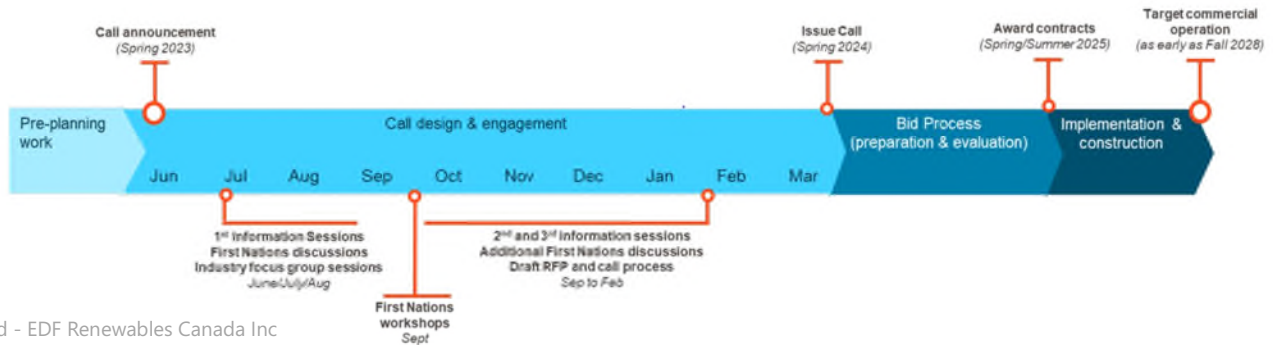 Call announcement
(Spring 2023)
Issue Call
(Spring 2024)
Award contracts
(Spring/Summer 2025)
Target commercial
operation
(as early as Fall 2028)
Pre-planning
work
Call design & engagement
Bid Process
(preparation & evaluation)
Implementation &
construction
Jun Jul Aug Sep Oct Nov Dec Jan Feb Mar
1st Information Sessions
First Nations discussions
Industry focus group sessions
June/July/Aug
First Nations
workshops
Sept
2nd and 3rd information sessions
Additional First Nations discussions
Draft RFP and call process
Sep to Feb
d - EDF Renewables Canada Inc